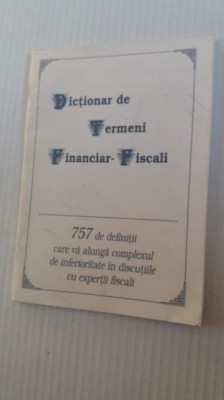 Dicționar de
Termeni
Financiar-Fiscali
757 de definiții
care vă alungă complexul
de inferioritate în discuțiile
cu experții fiscali